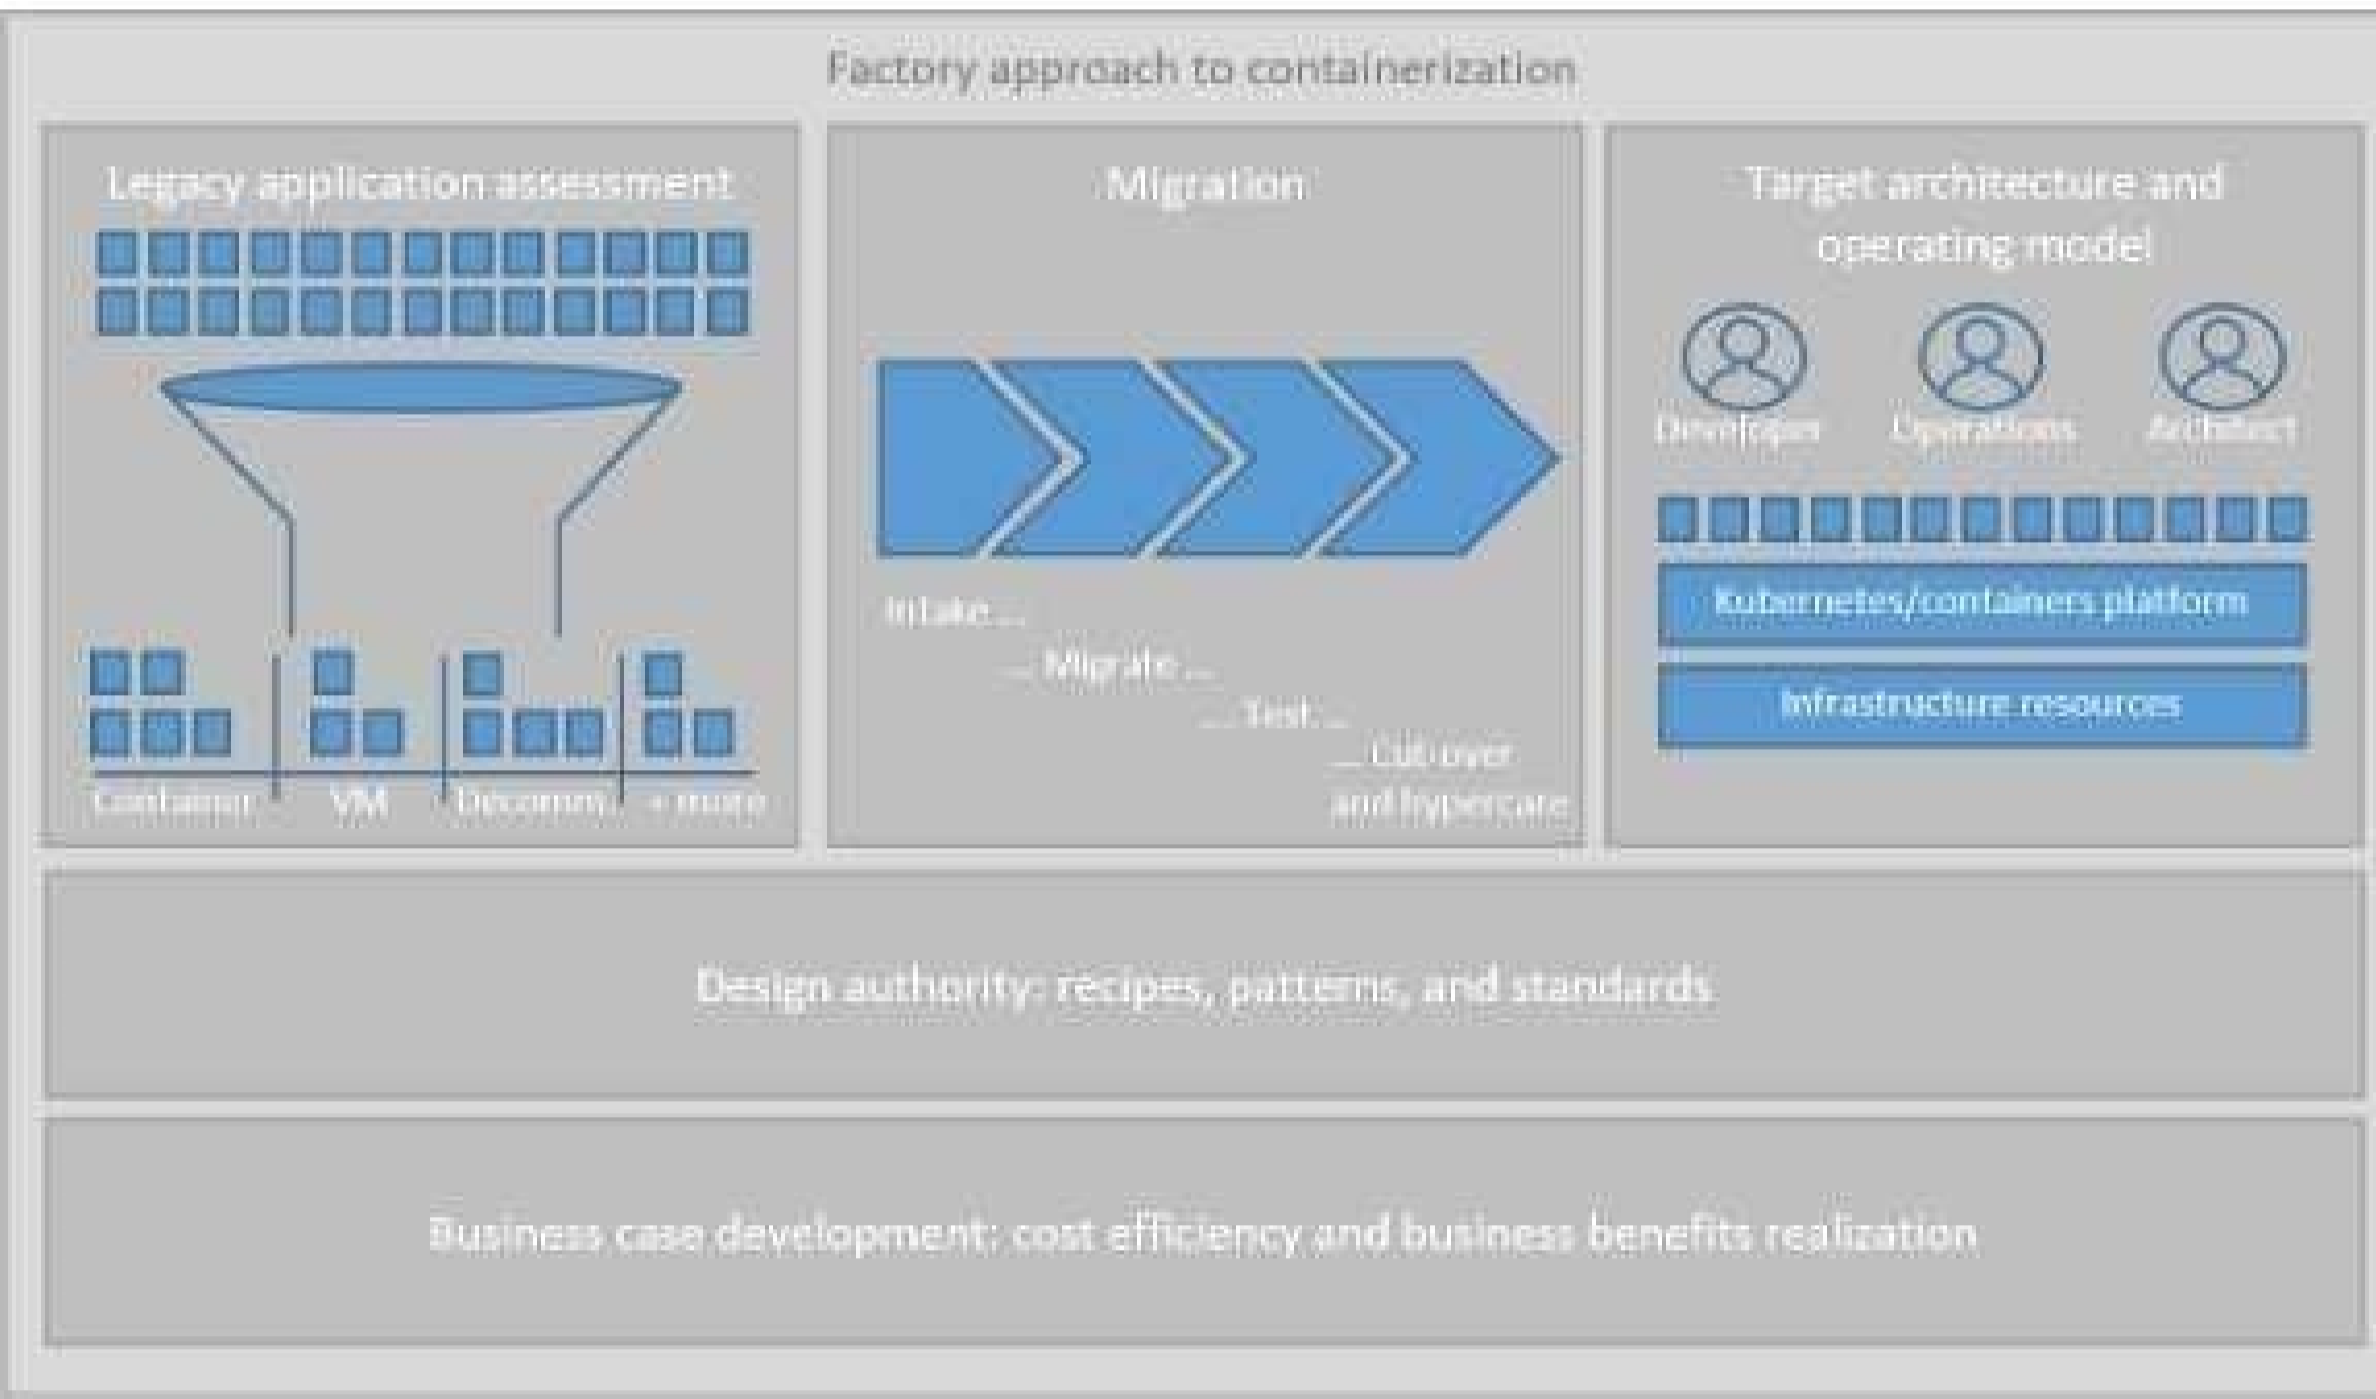 Factory approach to containerization
Legacy application assessment
Container
VM
Decomm.
+ more
Migration
Intake ...
... Migrate ...
... Test ...
... Cut-over
and hypercare
Target architecture and
operating model
Developer
Operations
Architect
Kubernetes/containers platform
Infrastructure resources
Design authority: recipes, patterns, and standards
Business case development: cost efficiency and business benefits realization